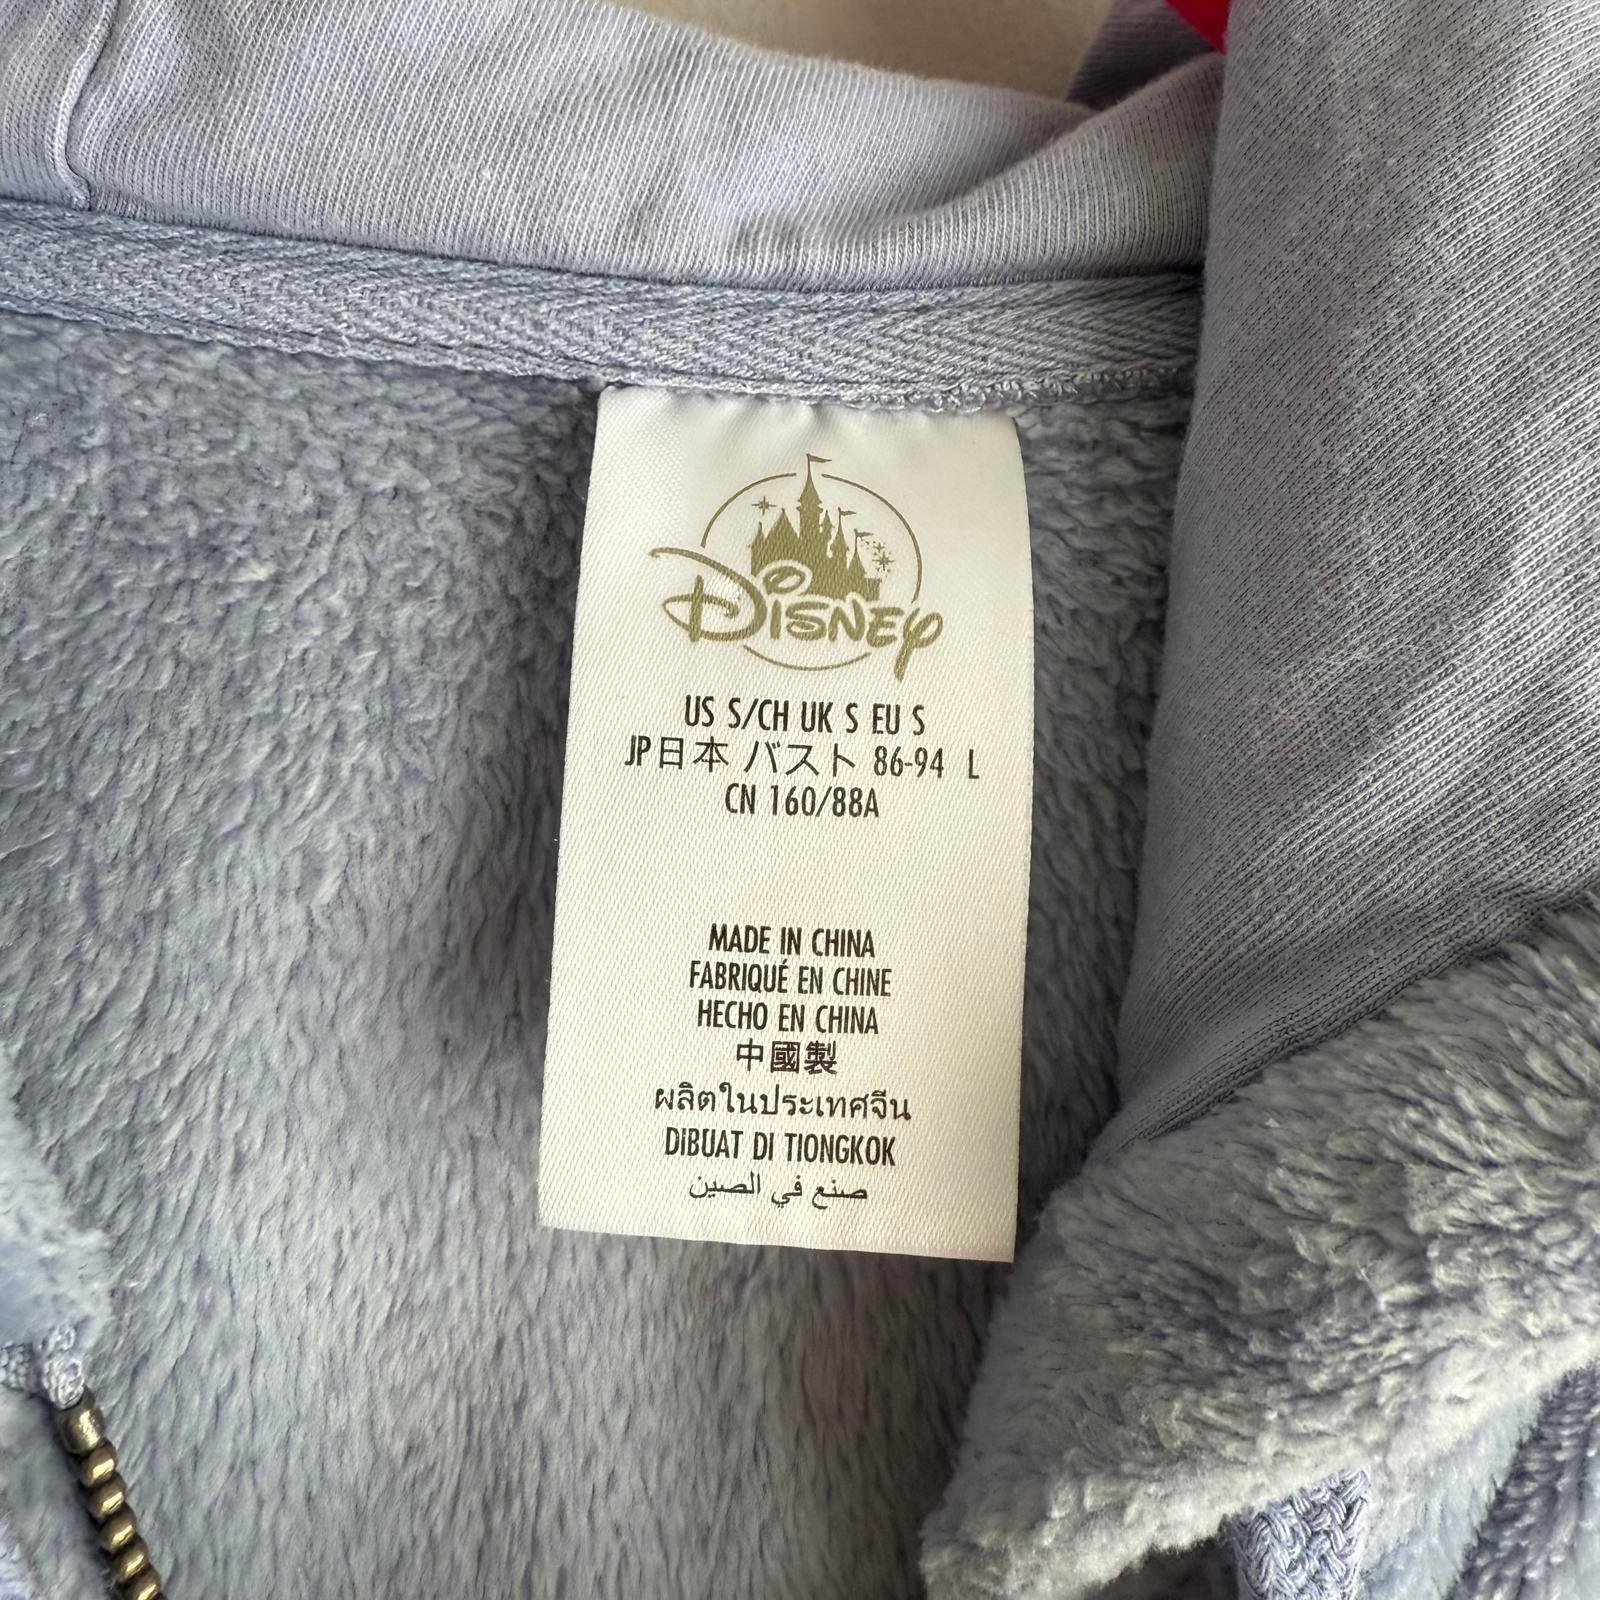 DISNEY
US S/CH UK S EU S
JP日本 バスト 86-94 L
CN 160/88A
MADE IN CHINA
FABRIQUÉ EN CHINE
HECHO EN CHINA
中國製
ผลิตในประเทศจีน
DIBUAT DI TIONGKOK
صنع في الصين